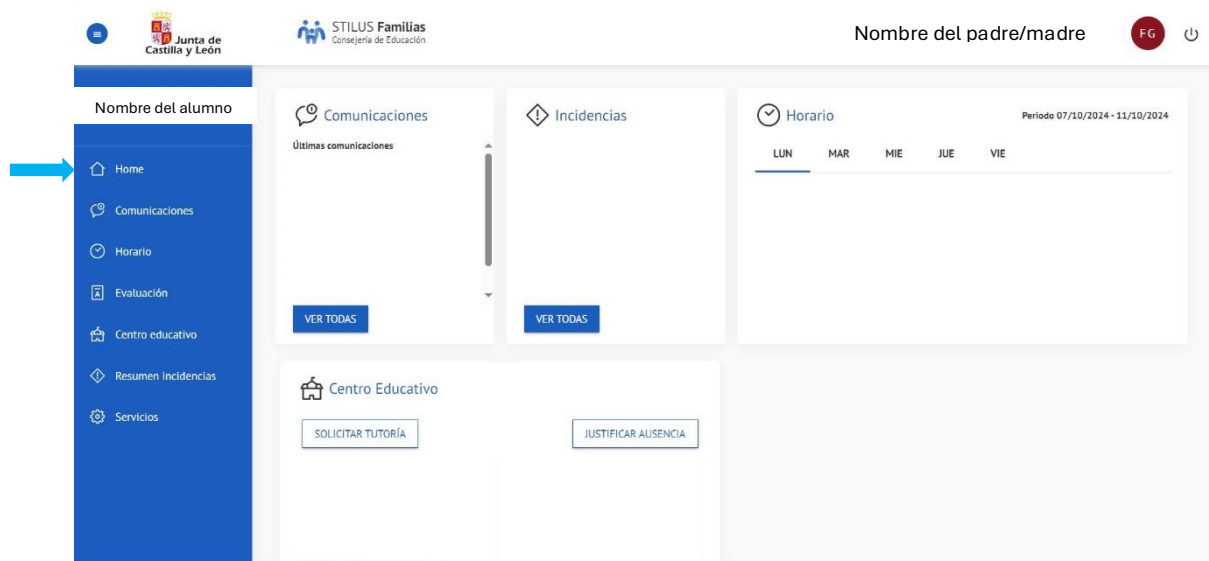 Junta de
Castilla y León
STILUS Familias
Consejería de Educación
Nombre del padre/madre
FG
Nombre del alumno
Home
Comunicaciones
Horario
Evaluación
Centro educativo
Resumen incidencias
Servicios
Comunicaciones
Últimas comunicaciones
VER TODAS
Incidencias
VER TODAS
Horario
Periodo 07/10/2024 - 11/10/2024
LUN MAR MIE JUE VIE
Centro Educativo
SOLICITAR TUTORÍA
JUSTIFICAR AUSENCIA